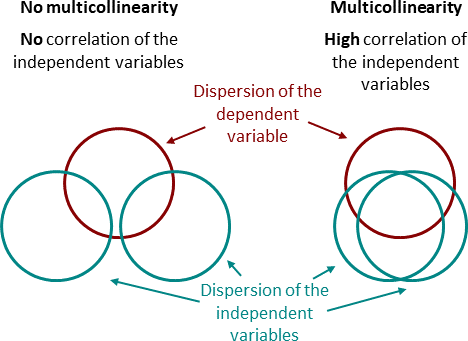 No multicollinearity
No correlation of the
independent variables
Multicollinearity
High correlation of
the independent
variables
Dispersion of the
dependent
variable
Dispersion of the
independent
variables